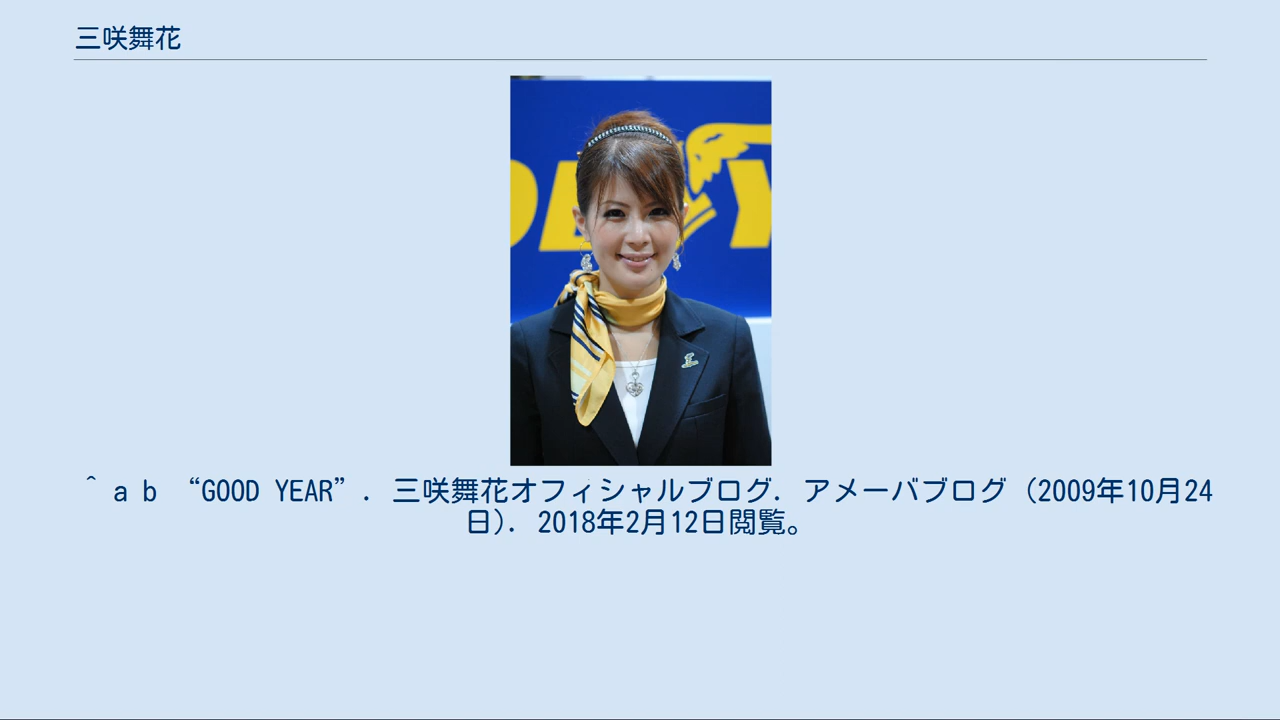 三咲舞花
^ a b “GOOD YEAR”. 三咲舞花オフィシャルブログ. アメーバブログ (2009年10月24
日). 2018年2月12日閲覧。